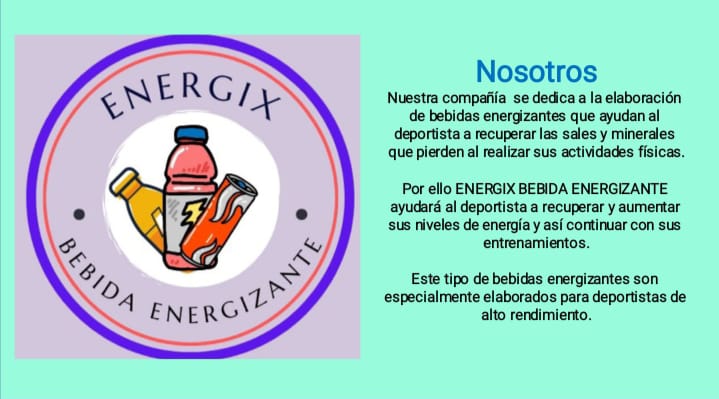 ENERGIX
BEBIDA ENERGIZANTE
Nosotros
Nuestra compañía se dedica a la elaboración
de bebidas energizantes que ayudan al
deportista a recuperar las sales y minerales
que pierden al realizar sus actividades físicas.
Por ello ENERGIX BEBIDA ENERGIZANTE
ayudará al deportista a recuperar y aumentar
sus niveles de energía y así continuar con sus
entrenamientos.
Este tipo de bebidas energizantes son
especialmente elaborados para deportistas de
alto rendimiento.